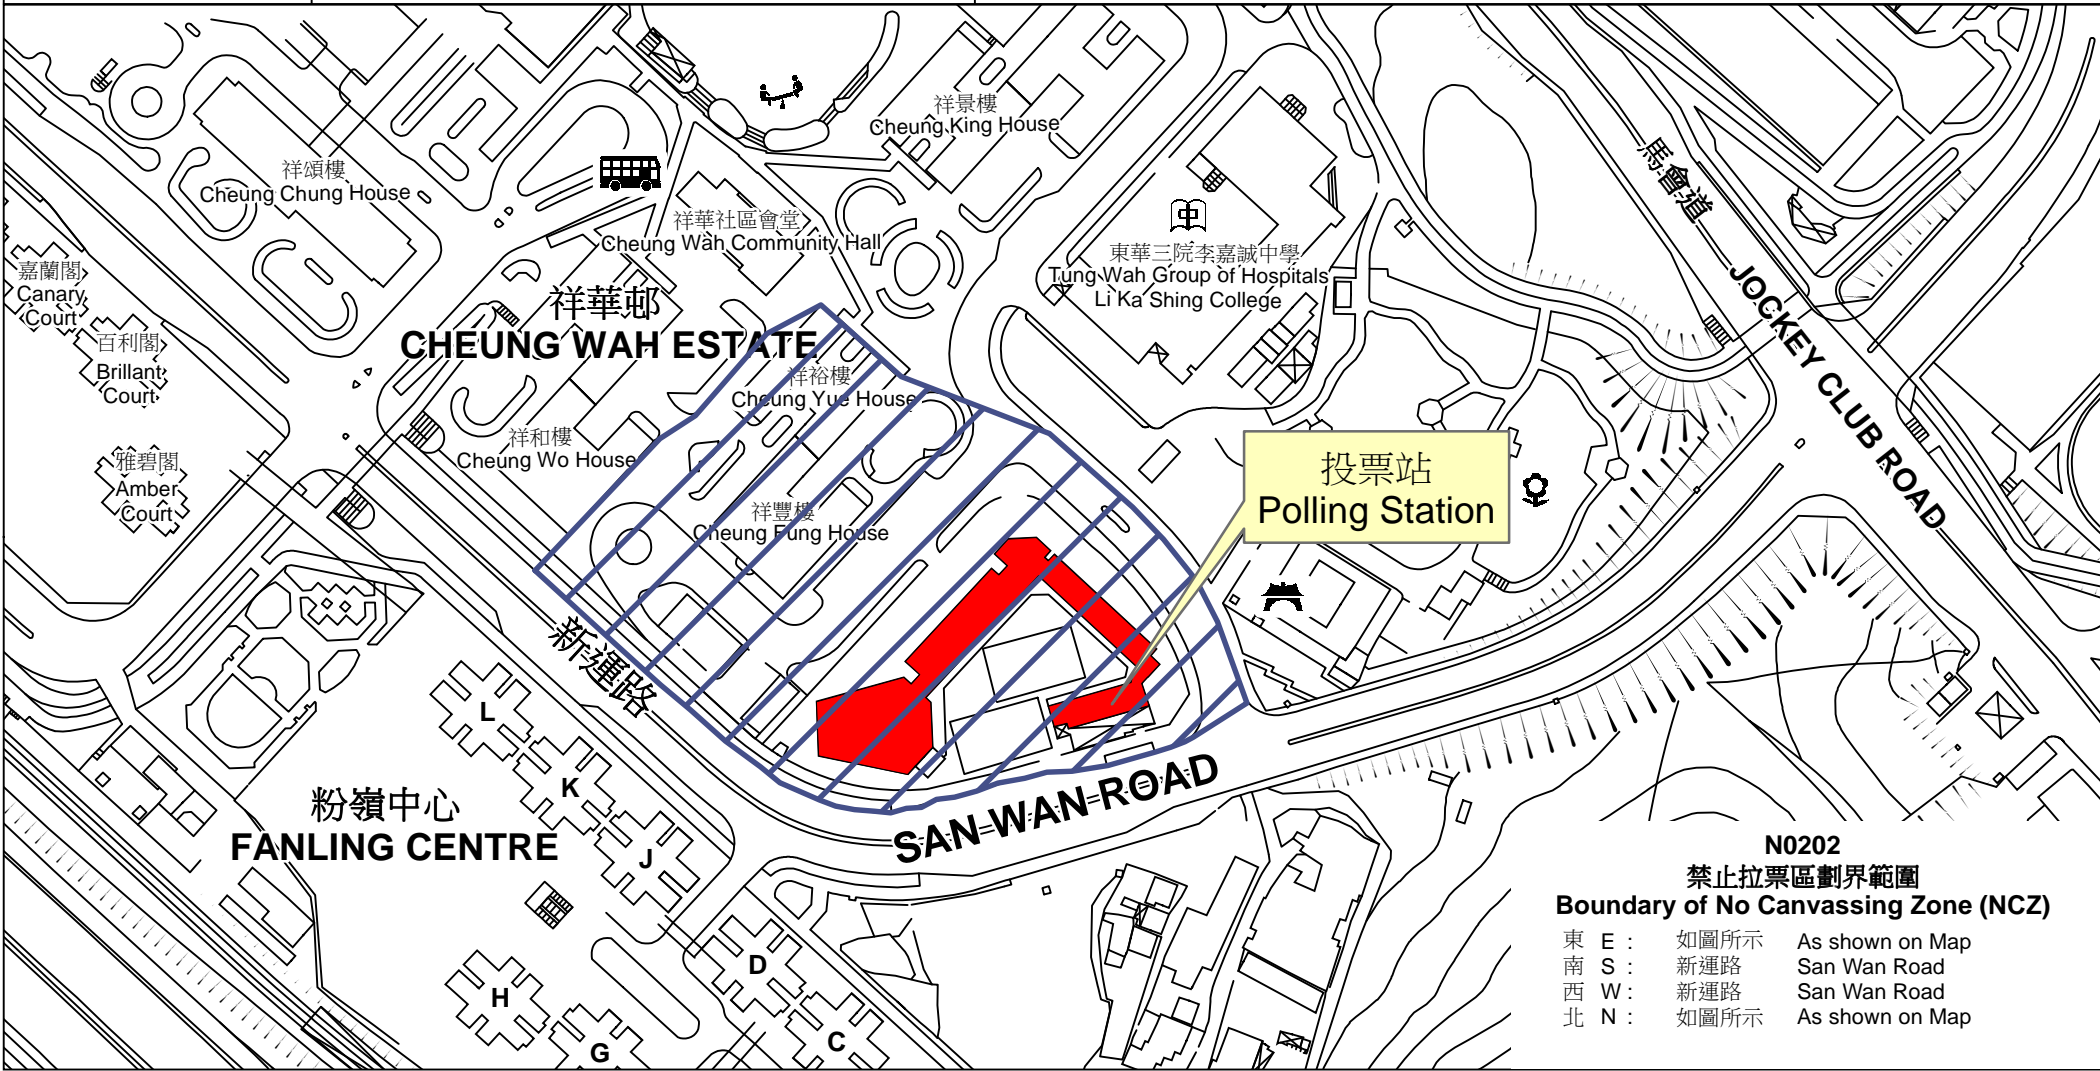 祥景樓
Cheung King House
祥頌樓
Cheung Chung House
祥華社區會堂
Cheung Wah Community Hall
中
東華三院李嘉誠中學
Tung Wah Group of Hospitals
Li Ka Shing College
馬會道
JOCKEY CLUB ROAD
嘉蘭閣
Canary
Court
百利閣
Brillant
Court
雅碧閣
Amber
Court
祥華邨
CHEUNG WAH ESTATE
祥裕樓
Cheung Yue House
祥和樓
Cheung Wo House
祥豐樓
Cheung Fung House
投票站
Polling Station
新運路
SAN WAN ROAD
粉嶺中心
FANLING CENTRE
L
K
J
H
G
D
C
N0202
禁止拉票區劃界範圍
Boundary of No Canvassing Zone (NCZ)
東 E : 如圖所示 As shown on Map
南 S : 新運路 San Wan Road
西 W : 新運路 San Wan Road
北 N : 如圖所示 As shown on Map